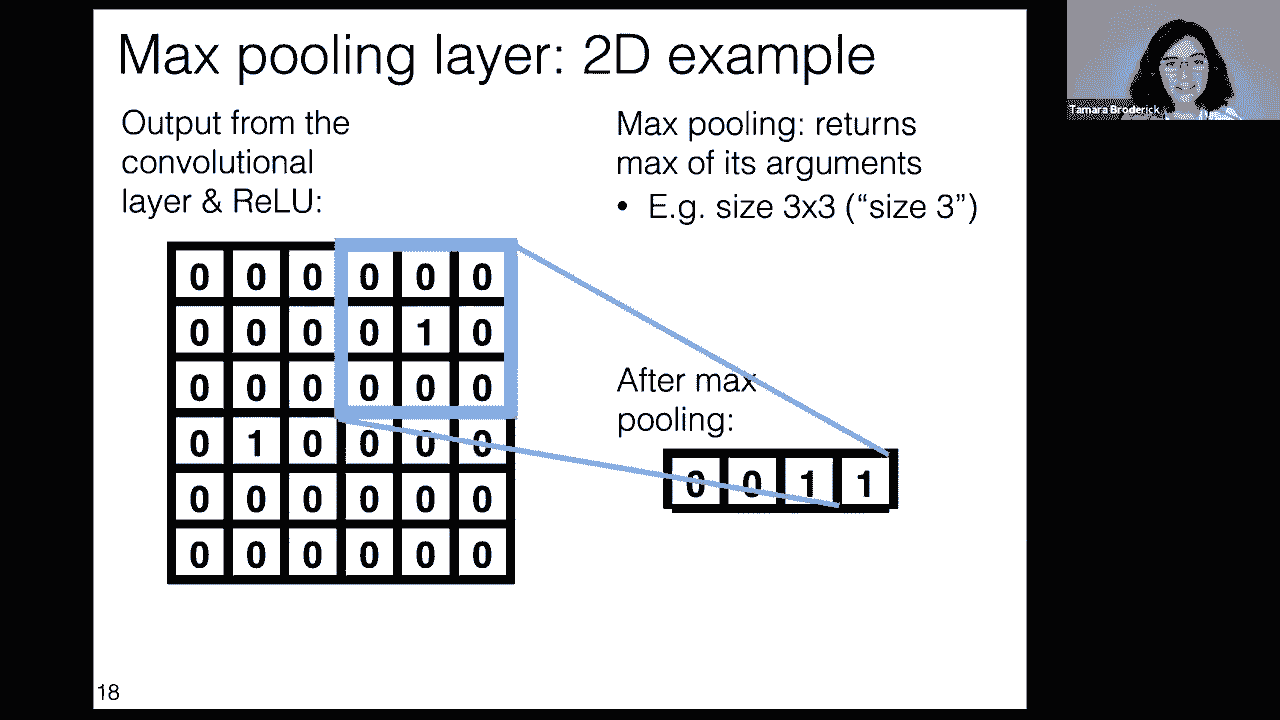 Max pooling layer: 2D example
Tamara Broderick
Output from the
convolutional
layer & ReLU:
Max pooling: returns
max of its arguments
• E.g. size 3x3 (“size 3”)
0 0 0 0 0 0
0 0 0 0 1 0
0 0 0 0 0 0
0 1 0 0 0 0
0 0 0 0 0 0
0 0 0 0 0 0
After max
pooling:
0 0 1 1
18